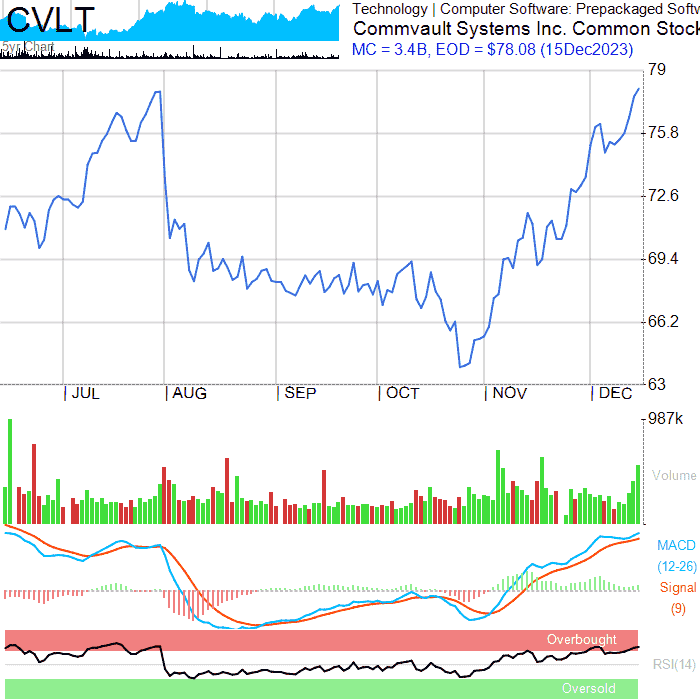 CVLT
5yr Chart
Technology | Computer Software: Prepackaged Softw
Commvault Systems Inc. Common Stock
MC = 3.4B, EOD = $78.08 (15Dec2023)
79
75.8
72.6
69.4
66.2
63
JUL
AUG
SEP
OCT
NOV
DEC
987k
Volume
MACD
(12-26)
Signal
(9)
Overbought
RSI(14)
Oversold